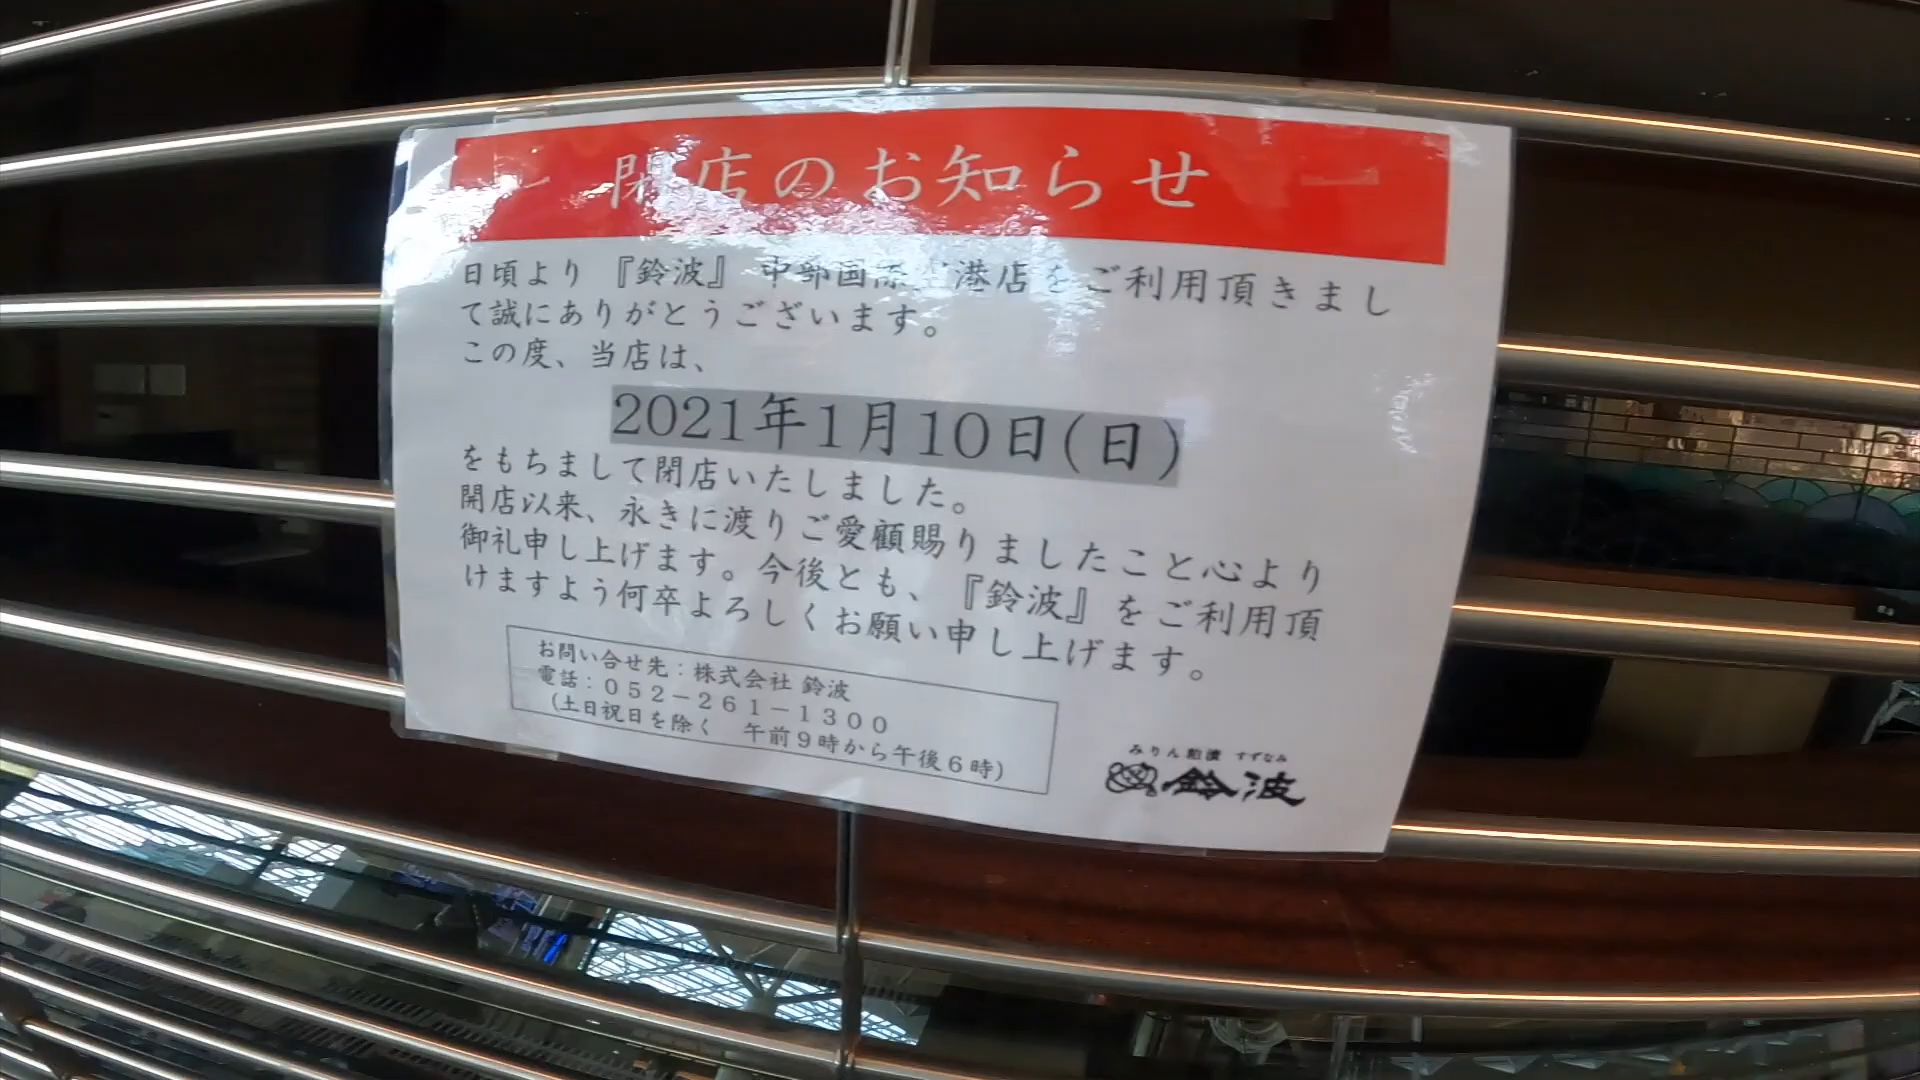 閉店のお知らせ
日頃より『鈴波』中部国際空港店をご利用頂きまし
て誠にありがとうございます。
この度、当店は、
2021年1月10日(日)
をもちまして閉店いたしました。
開店以来、永きに渡りご愛顧賜りましたこと心より
御礼申し上げます。今後とも、『鈴波』をご利用頂
けますよう何卒よろしくお願い申し上げます。
お問い合せ先：株式会社 鈴波
電話：052－261－1300
(土日祝日を除く　午前9時から午後6時)
みりん粕漬 すずなみ
鈴波